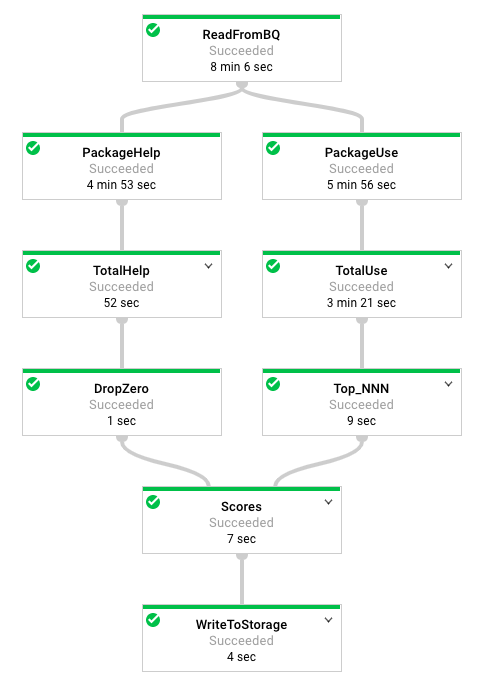 ReadFromBQ
Succeeded
8 min 6 sec
PackageHelp
Succeeded
4 min 53 sec
PackageUse
Succeeded
5 min 56 sec
TotalHelp
Succeeded
52 sec
TotalUse
Succeeded
3 min 21 sec
DropZero
Succeeded
1 sec
Top_NNN
Succeeded
9 sec
Scores
Succeeded
7 sec
WriteToStorage
Succeeded
4 sec